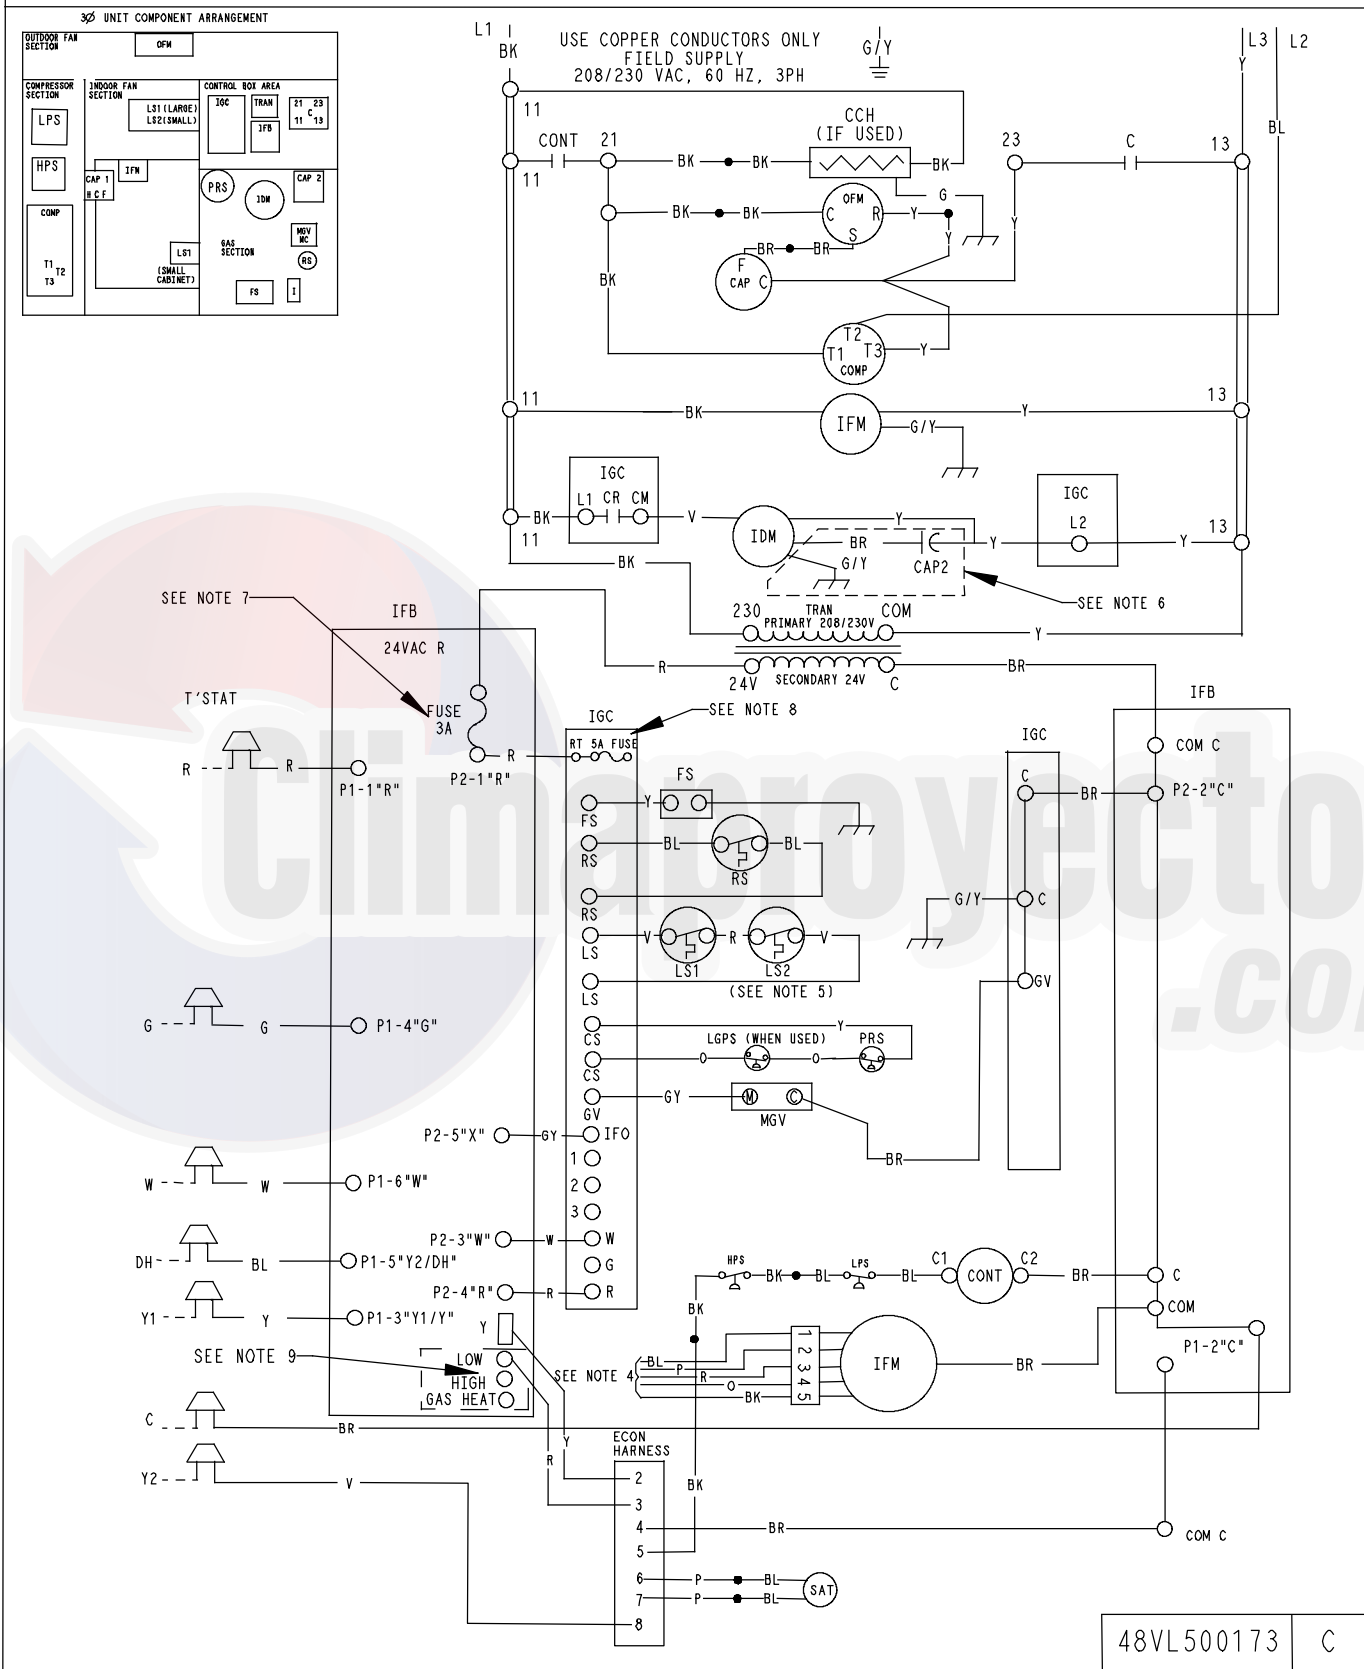 3Ø UNIT COMPONENT ARRANGEMENT
OUTDOOR FAN
SECTION
OFM
COMPRESSOR
SECTION
INDOOR FAN
SECTION
CONTROL BOX AREA
LPS
LS1(LARGE)
LS2(SMALL)
IGC
TRAN
IFB
21 23
C
11 13
HPS
IFM
CAP 1
H C F
PRS
IDM
CAP 2
COMP
MGV
MC
GAS
SECTION
LS1
RS
(SMALL
CABINET)
T1
T2
T3
FS
I
L1
BK
USE COPPER CONDUCTORS ONLY
FIELD SUPPLY
208/230 VAC, 60 HZ, 3PH
G/Y
L3
L2
Y
BL
11
CCH
(IF USED)
CONT
21
BK
BK
BK
23
C
13
11
G
OFM
BK
BK
C
R
Y
S
BR
BR
Y
Y
F
CAP C
BK
T2
T1
T3
COMP
Y
11
BK
IFM
Y
13
G/Y
IGC
L1 CR CM
IGC
L2
BK
V
IDM
Y
13
11
BR
CAP2
Y
Y
G/Y
BK
SEE NOTE 6
SEE NOTE 7
IFB
230
TRAN
COM
PRIMARY 208/230V
Y
24VAC R
R
BR
24V
SECONDARY 24V
C
T'STAT
FUSE
3A
IGC
SEE NOTE 8
IFB
RT 5A FUSE
IGC
COM C
R
R
P1-1"R"
R
P2-1"R"
FS
C
BR
P2-2"C"
Y
FS
RS
BL
BL
RS
RS
G/Y
C
LS
V
R
V
LS1
LS2
(SEE NOTE 5)
LS
GV
G
G
P1-4"G"
CS
Y
LGPS (WHEN USED)
PRS
CS
O
O
GV
GY
M
C
MGV
P2-5"X"
GY
IFO
1
BR
W
W
P1-6"W"
2
3
P2-3"W"
W
W
DH
BL
P1-5"Y2/DH"
G
HPS
BK
BL
LPS
BL
C1
CONT
C2
BR
C
P2-4"R"
R
R
BK
COM
Y1
Y
P1-3"Y1/Y"
Y
P1-2"C"
SEE NOTE 9
LOW
HIGH
GAS HEAT
SEE NOTE 4
BL
P
R
O
BK
1
2
3
4
5
IFM
BR
C
BR
ECON
HARNESS
Y
R
Y2
V
2
BK
3
4
BR
COM C
5
6
P
BL
SAT
7
P
BL
8
48VL500173
C
Climaproyecto
.co